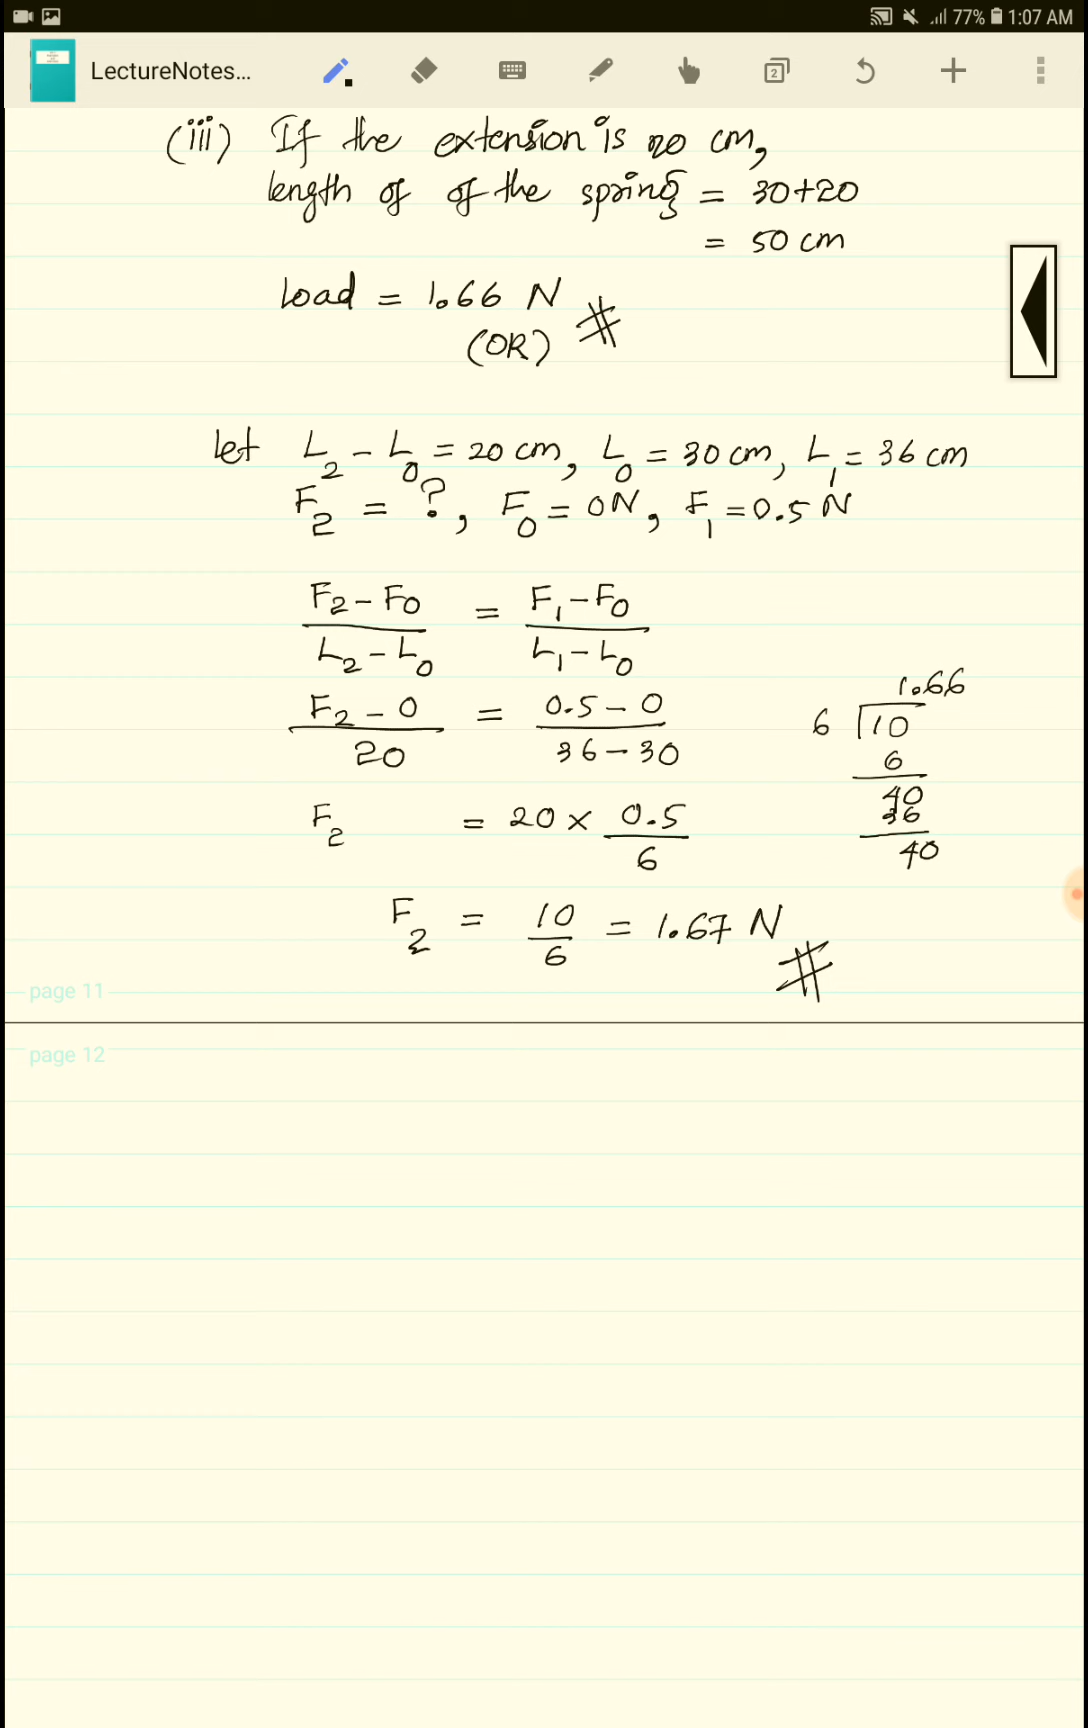 77% 1:07 AM
LectureNotes...
2
(iii) If the extension is 20 cm,
length of of the spring = 30+20
= 50 cm
load = 1.66 N
(OR)
let L₂ - L₀ = 20 cm, L₀ = 30 cm, L₁ = 36 cm
F₂ = ?, F₀ = 0N, F₁ = 0.5 N
F₂ - F₀ = F₁ - F₀
L₂ - L₀ L₁ - L₀
F₂ - 0 = 0.5 - 0
20 36 - 30
F₂ = 20 × 0.5
6
F₂ = 10 = 1.67 N
6
1.66
6 10
6
40
36
40
page 11
page 12